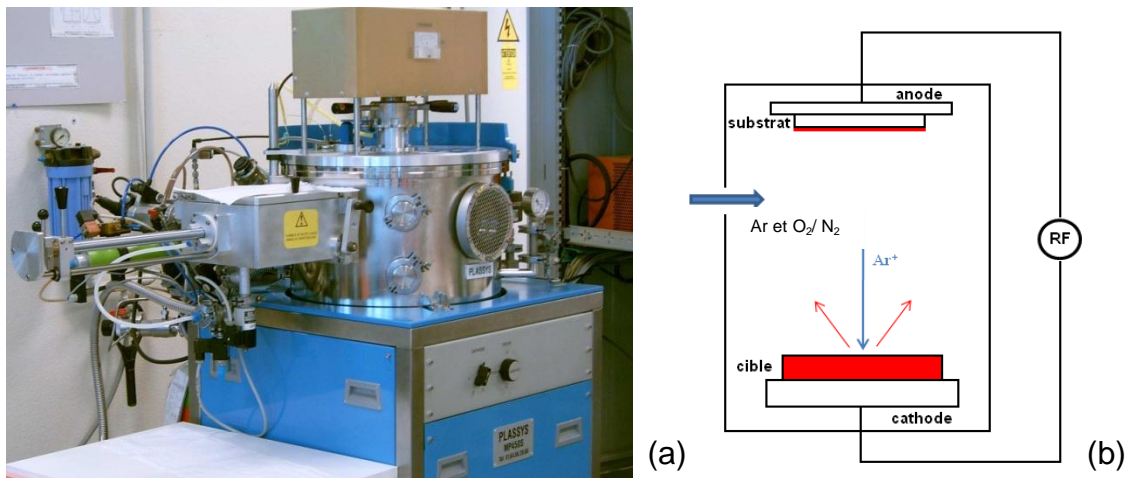 PLASSYS
PLASSYS
MP450S
(a)
anode
substrat
Ar et O₂/ N₂
RF
Ar⁺
cible
cathode
(b)